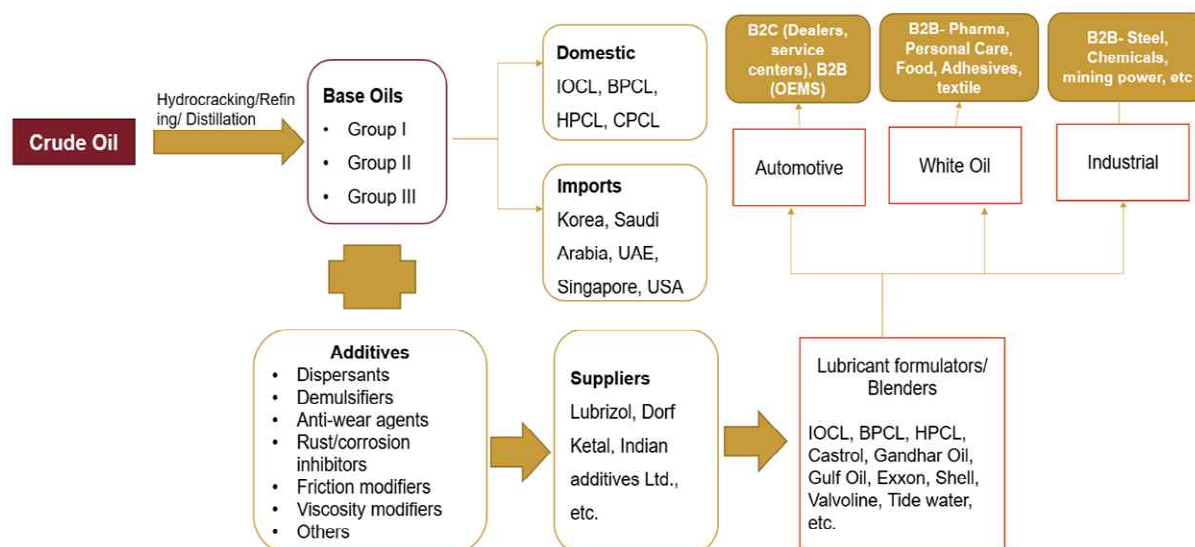 Crude Oil
Hydrocracking/Refin
ing/ Distillation
Base Oils
• Group I
• Group II
• Group III
Domestic
IOCL, BPCL,
HPCL, CPCL
Imports
Korea, Saudi
Arabia, UAE,
Singapore, USA
B2C (Dealers,
service
centers), B2B
(OEMS)
B2B- Pharma,
Personal Care,
Food, Adhesives,
textile
B2B- Steel,
Chemicals,
mining power, etc
Automotive
White Oil
Industrial
Additives
• Dispersants
• Demulsifiers
• Anti-wear agents
• Rust/corrosion
inhibitors
• Friction modifiers
• Viscosity modifiers
• Others
Suppliers
Lubrizol, Dorf
Ketal, Indian
additives Ltd.,
etc.
Lubricant formulators/
Blenders
IOCL, BPCL, HPCL,
Castrol, Gandhar Oil,
Gulf Oil, Exxon, Shell,
Valvoline, Tide water,
etc.